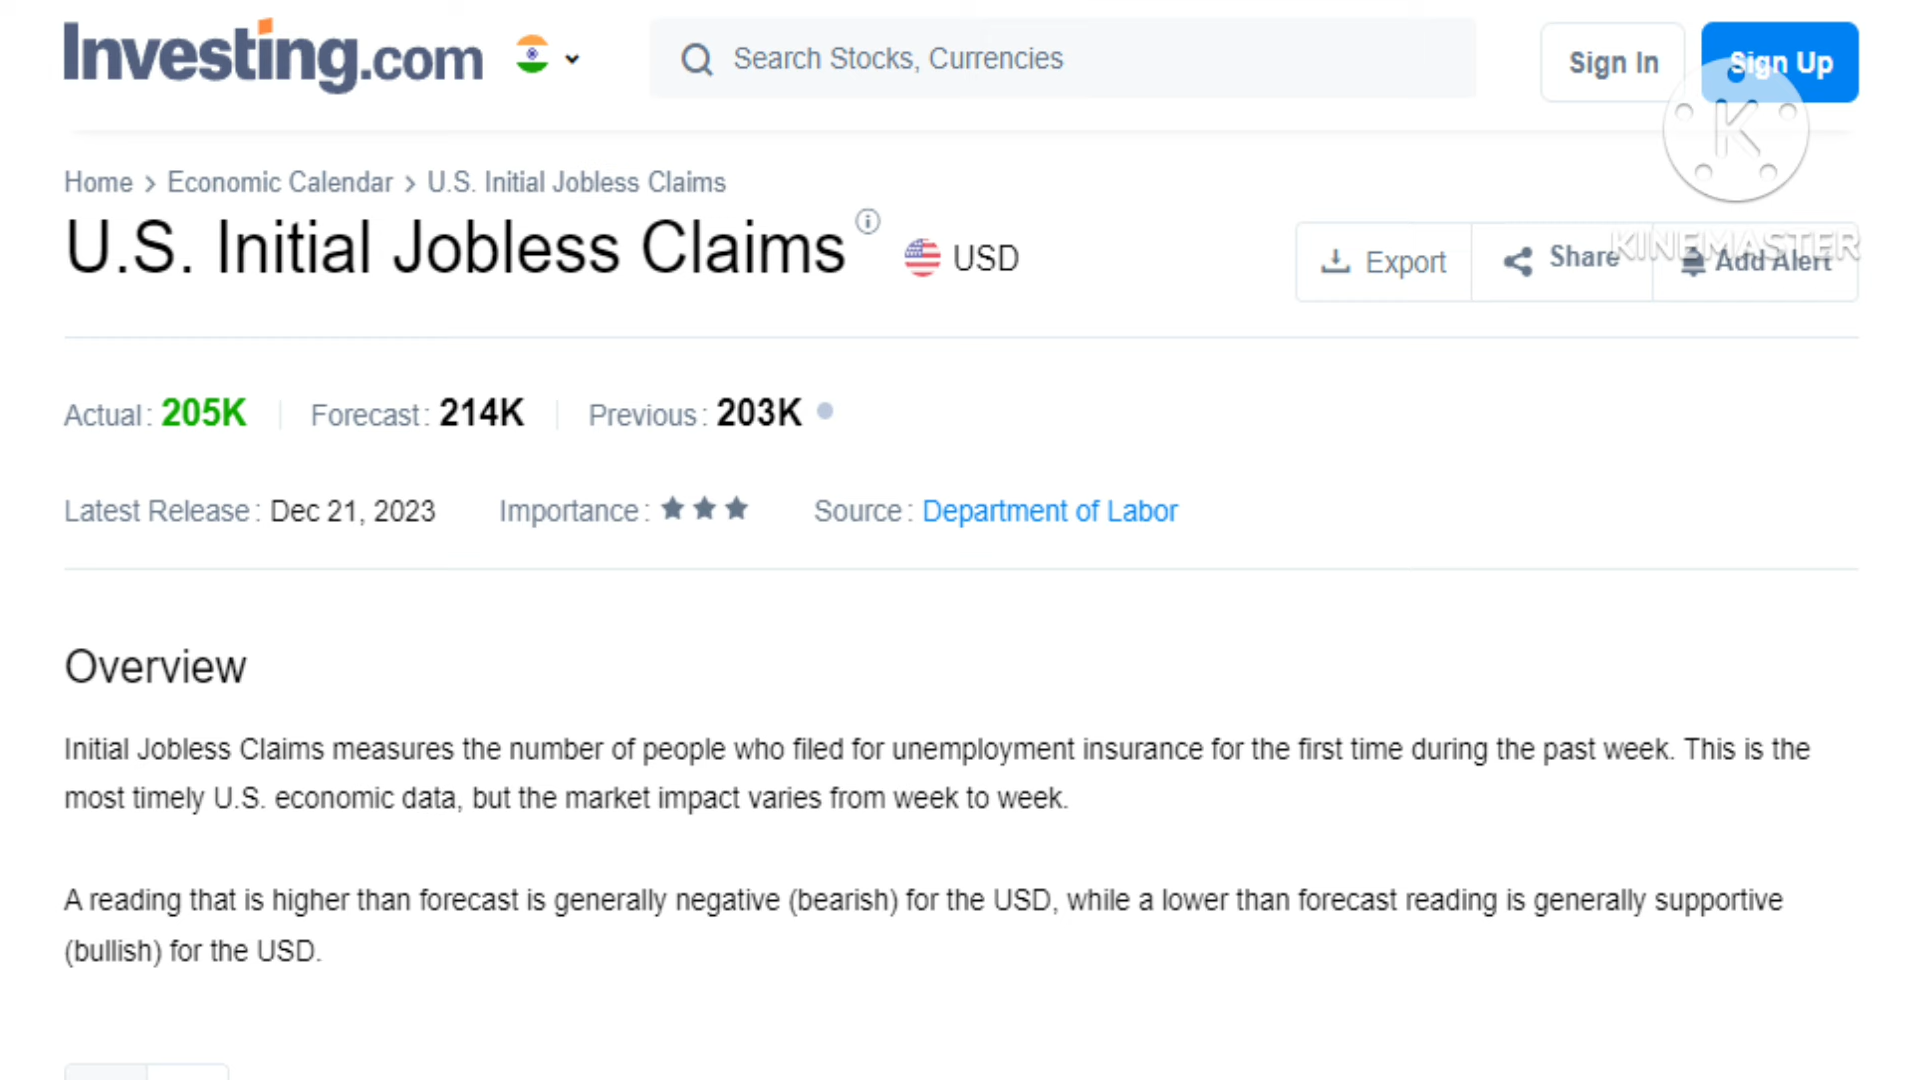 Investing.com
Search Stocks, Currencies
Sign In
Sign Up
K
KINEMASTER
Home > Economic Calendar > U.S. Initial Jobless Claims
U.S. Initial Jobless Claims
USD
Export
Share
Add Alert
Actual: 205K
Forecast: 214K
Previous: 203K
Latest Release: Dec 21, 2023
Importance:
Source: Department of Labor
Overview
Initial Jobless Claims measures the number of people who filed for unemployment insurance for the first time during the past week. This is the
most timely U.S. economic data, but the market impact varies from week to week.
A reading that is higher than forecast is generally negative (bearish) for the USD, while a lower than forecast reading is generally supportive
(bullish) for the USD.